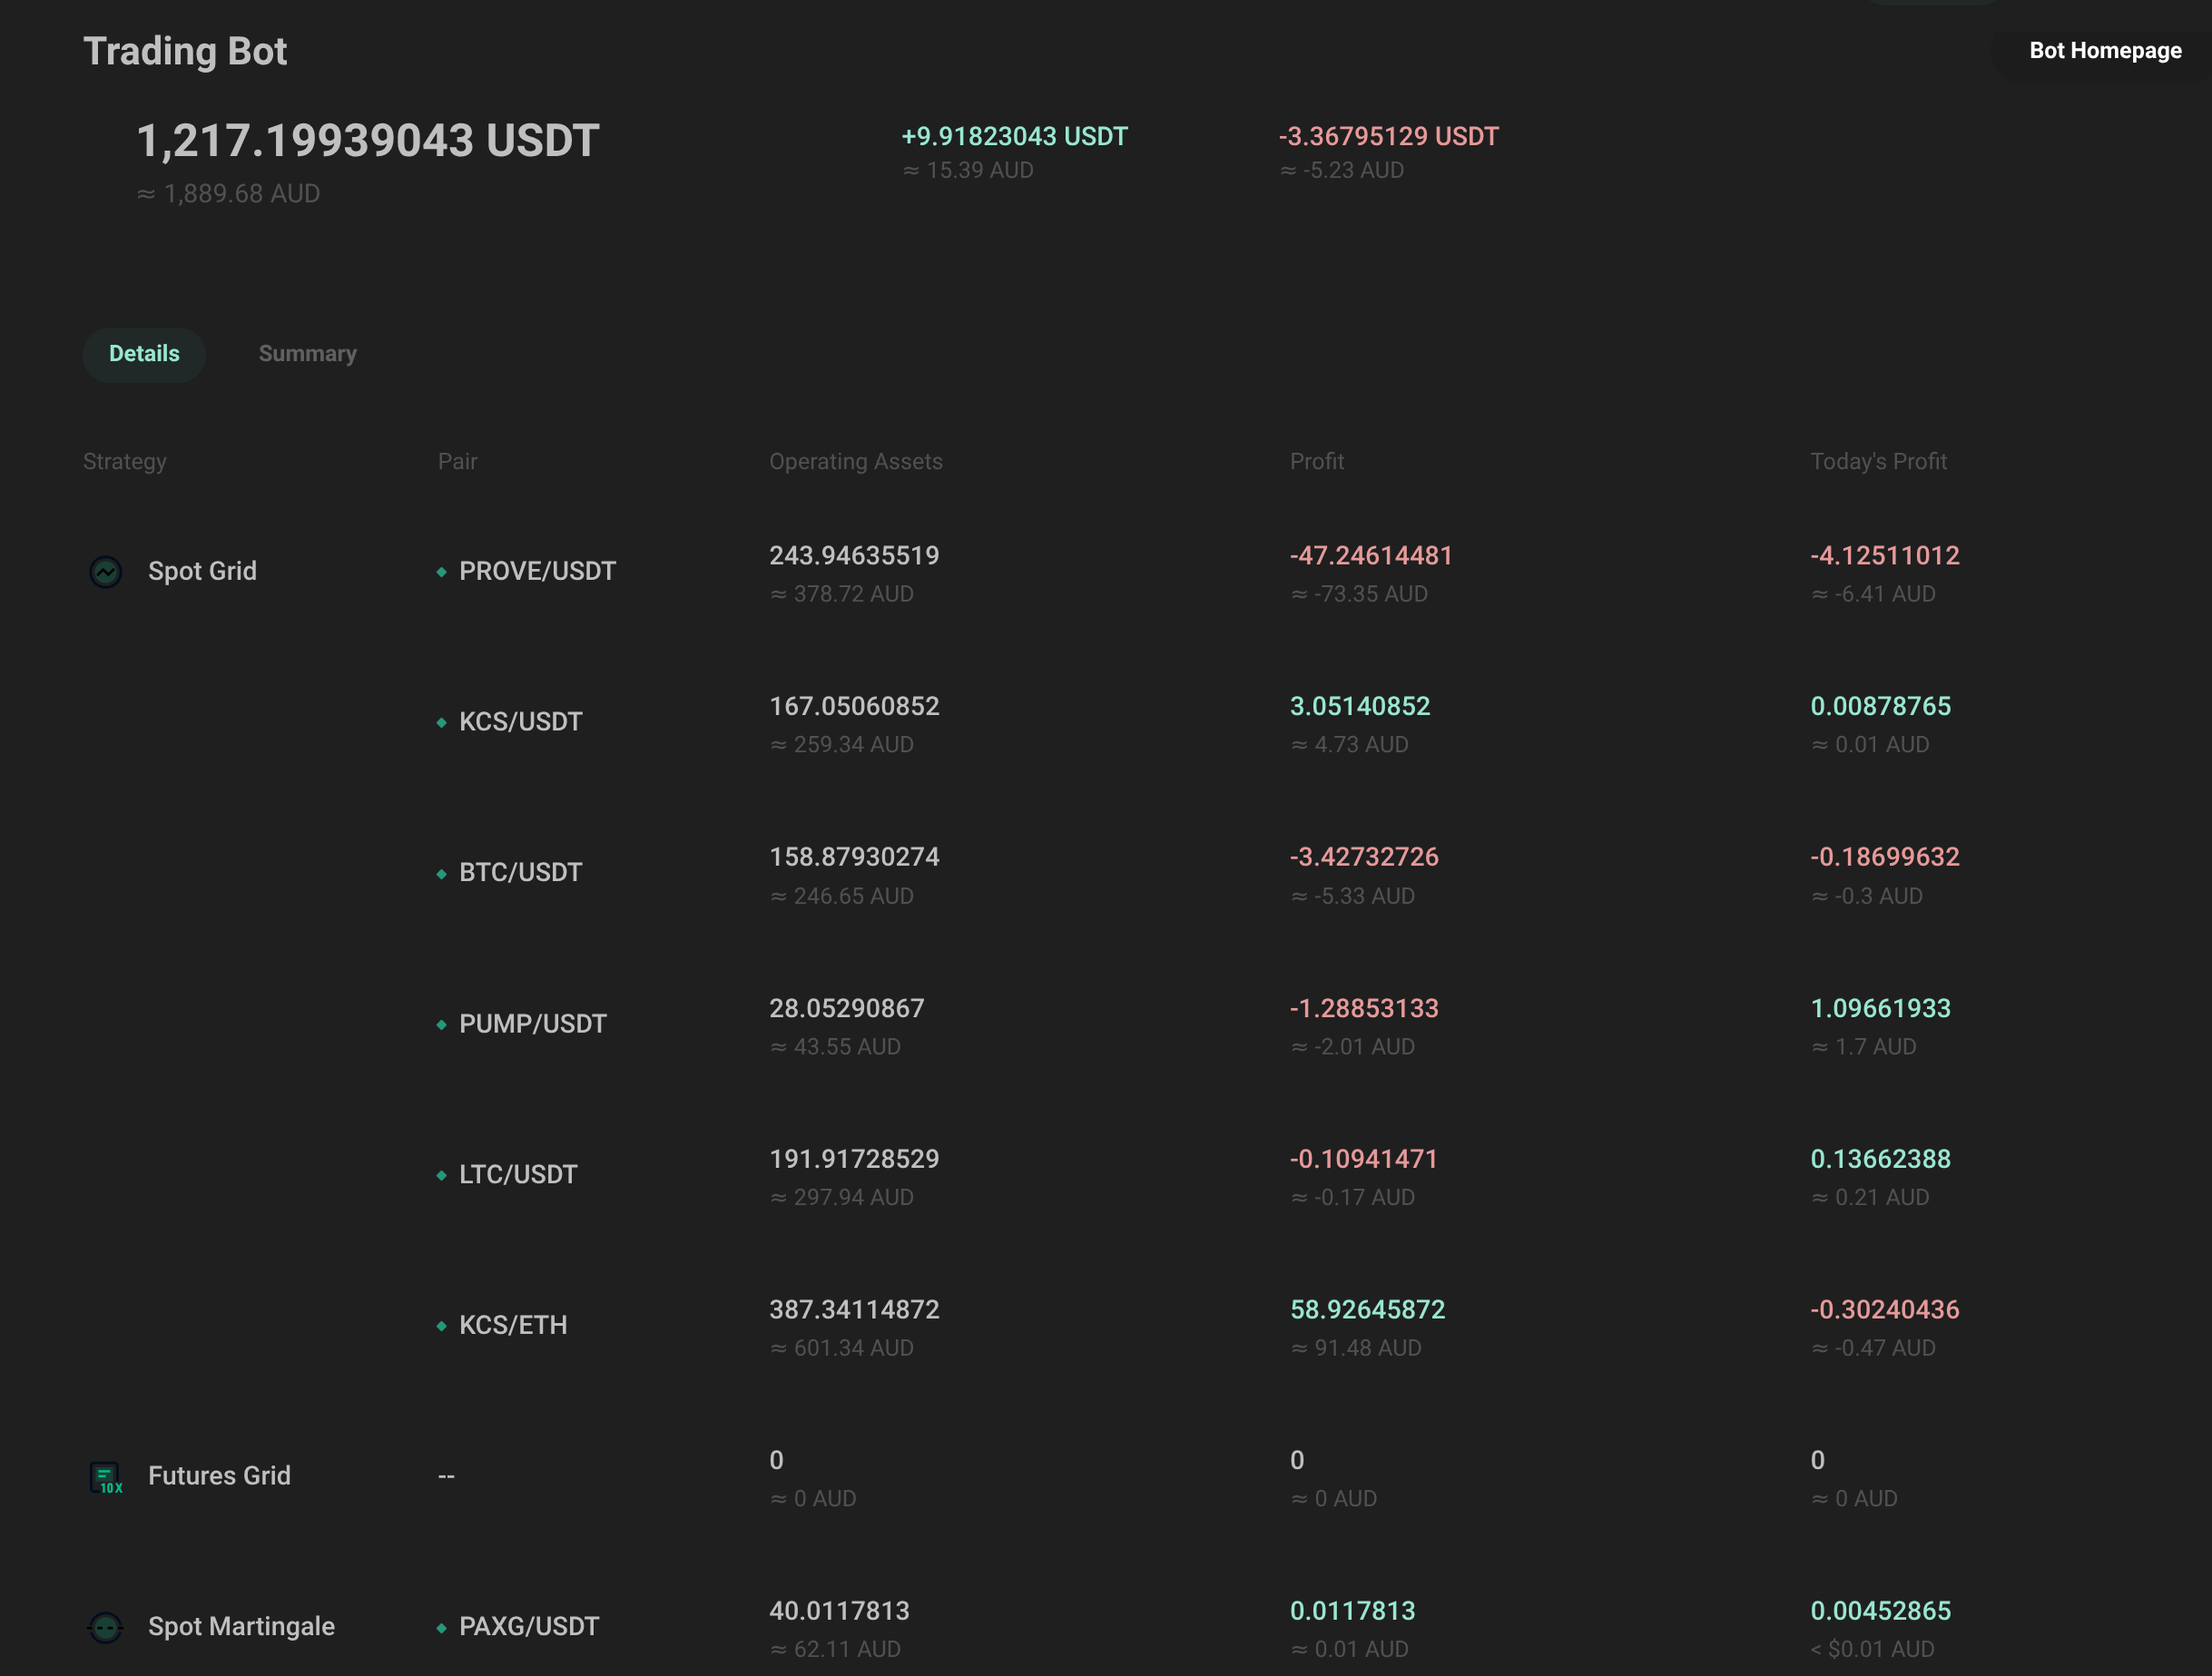 Trading Bot
Bot Homepage
1,217.19939043 USDT
+9.91823043 USDT
-3.36795129 USDT
≈ 1,889.68 AUD
≈ 15.39 AUD
≈ -5.23 AUD
Details
Summary
Strategy Pair Operating Assets Profit Today's Profit
Spot Grid PROVE/USDT 243.94635519 -47.24614481 -4.12511012
≈ 378.72 AUD ≈ -73.35 AUD ≈ -6.41 AUD
KCS/USDT 167.05060852 3.05140852 0.00878765
≈ 259.34 AUD ≈ 4.73 AUD ≈ 0.01 AUD
BTC/USDT 158.87930274 -3.42732726 -0.18699632
≈ 246.65 AUD ≈ -5.33 AUD ≈ -0.3 AUD
PUMP/USDT 28.05290867 -1.28853133 1.09661933
≈ 43.55 AUD ≈ -2.01 AUD ≈ 1.7 AUD
LTC/USDT 191.91728529 -0.10941471 0.13662388
≈ 297.94 AUD ≈ -0.17 AUD ≈ 0.21 AUD
KCS/ETH 387.34114872 58.92645872 -0.30240436
≈ 601.34 AUD ≈ 91.48 AUD ≈ -0.47 AUD
10X Futures Grid -- 0 0 0
≈ 0 AUD ≈ 0 AUD ≈ 0 AUD
Spot Martingale PAXG/USDT 40.0117813 0.0117813 0.00452865
≈ 62.11 AUD ≈ 0.01 AUD < $0.01 AUD